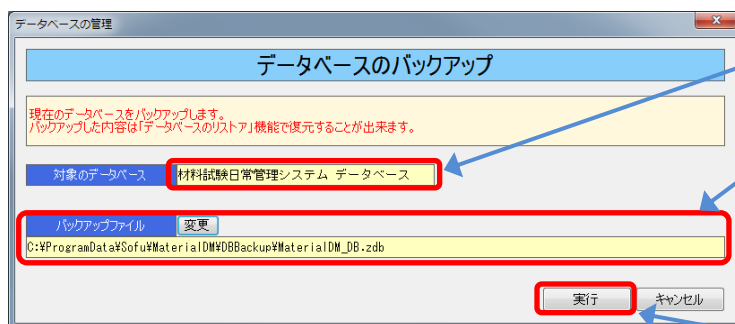 データベースの管理
データベースのバックアップ
現在のデータベースをバックアップします。
バックアップした内容は「データベースのリストア」機能で復元することが出来ます。
対象のデータベース 材料試験日常管理システム データベース
バックアップファイル 変更
C:¥ProgramData¥Sofu¥MaterialDM¥DBBackup¥MaterialDM_DB.zdb
実行 キャンセル